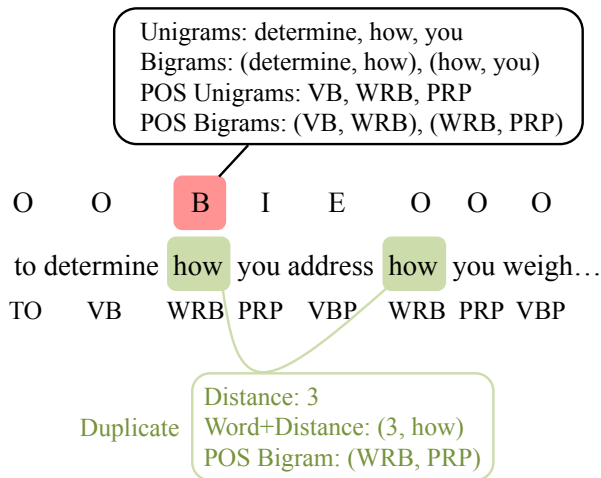 Unigrams: determine, how, you
Bigrams: (determine, how), (how, you)
POS Unigrams: VB, WRB, PRP
POS Bigrams: (VB, WRB), (WRB, PRP)
O O B I E O O O
to determine how you address how you weigh…
TO VB WRB PRP VBP WRB PRP VBP
Distance: 3
Duplicate Word+Distance: (3, how)
POS Bigram: (WRB, PRP)